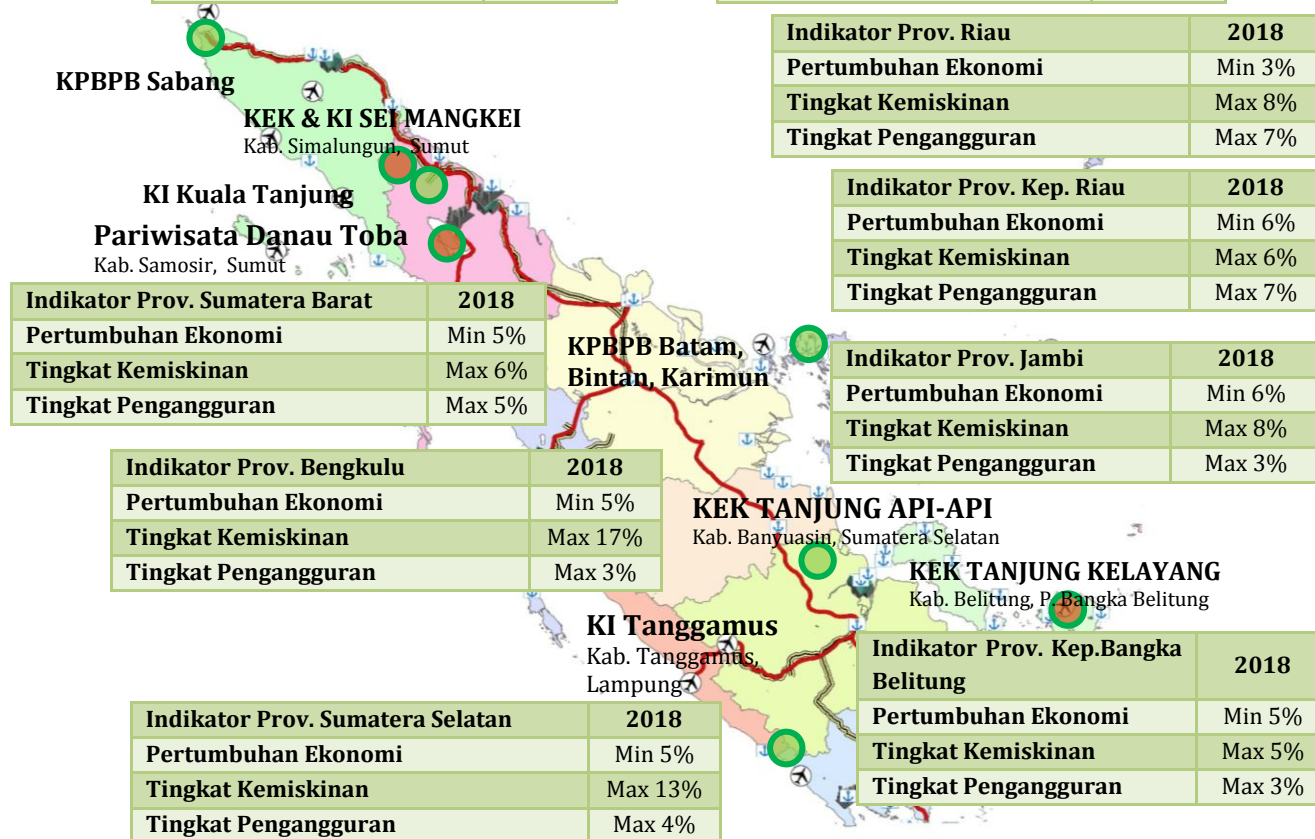 Indikator Prov. Riau 2018
Pertumbuhan Ekonomi Min 3%
Tingkat Kemiskinan Max 8%
Tingkat Pengangguran Max 7%
KPBPB Sabang
KEK & KI SEI MANGKEI
Kab. Simalungun, Sumut
KI Kuala Tanjung
Pariwisata Danau Toba
Kab. Samosir, Sumut
Indikator Prov. Kep. Riau 2018
Pertumbuhan Ekonomi Min 6%
Tingkat Kemiskinan Max 6%
Tingkat Pengangguran Max 7%
Indikator Prov. Sumatera Barat 2018
Pertumbuhan Ekonomi Min 5%
Tingkat Kemiskinan Max 6%
Tingkat Pengangguran Max 5%
KPBPB Batam,
Bintan, Karimun
Indikator Prov. Jambi 2018
Pertumbuhan Ekonomi Min 6%
Tingkat Kemiskinan Max 8%
Tingkat Pengangguran Max 3%
Indikator Prov. Bengkulu 2018
Pertumbuhan Ekonomi Min 5%
Tingkat Kemiskinan Max 17%
Tingkat Pengangguran Max 3%
KEK TANJUNG API-API
Kab. Banyuasin, Sumatera Selatan
KEK TANJUNG KELAYANG
Kab. Belitung, P. Bangka Belitung
KI Tanggamus
Kab. Tanggamus,
Lampung
Indikator Prov. Kep.Bangka
Belitung 2018
Pertumbuhan Ekonomi Min 5%
Tingkat Kemiskinan Max 5%
Tingkat Pengangguran Max 3%
Indikator Prov. Sumatera Selatan 2018
Pertumbuhan Ekonomi Min 5%
Tingkat Kemiskinan Max 13%
Tingkat Pengangguran Max 4%